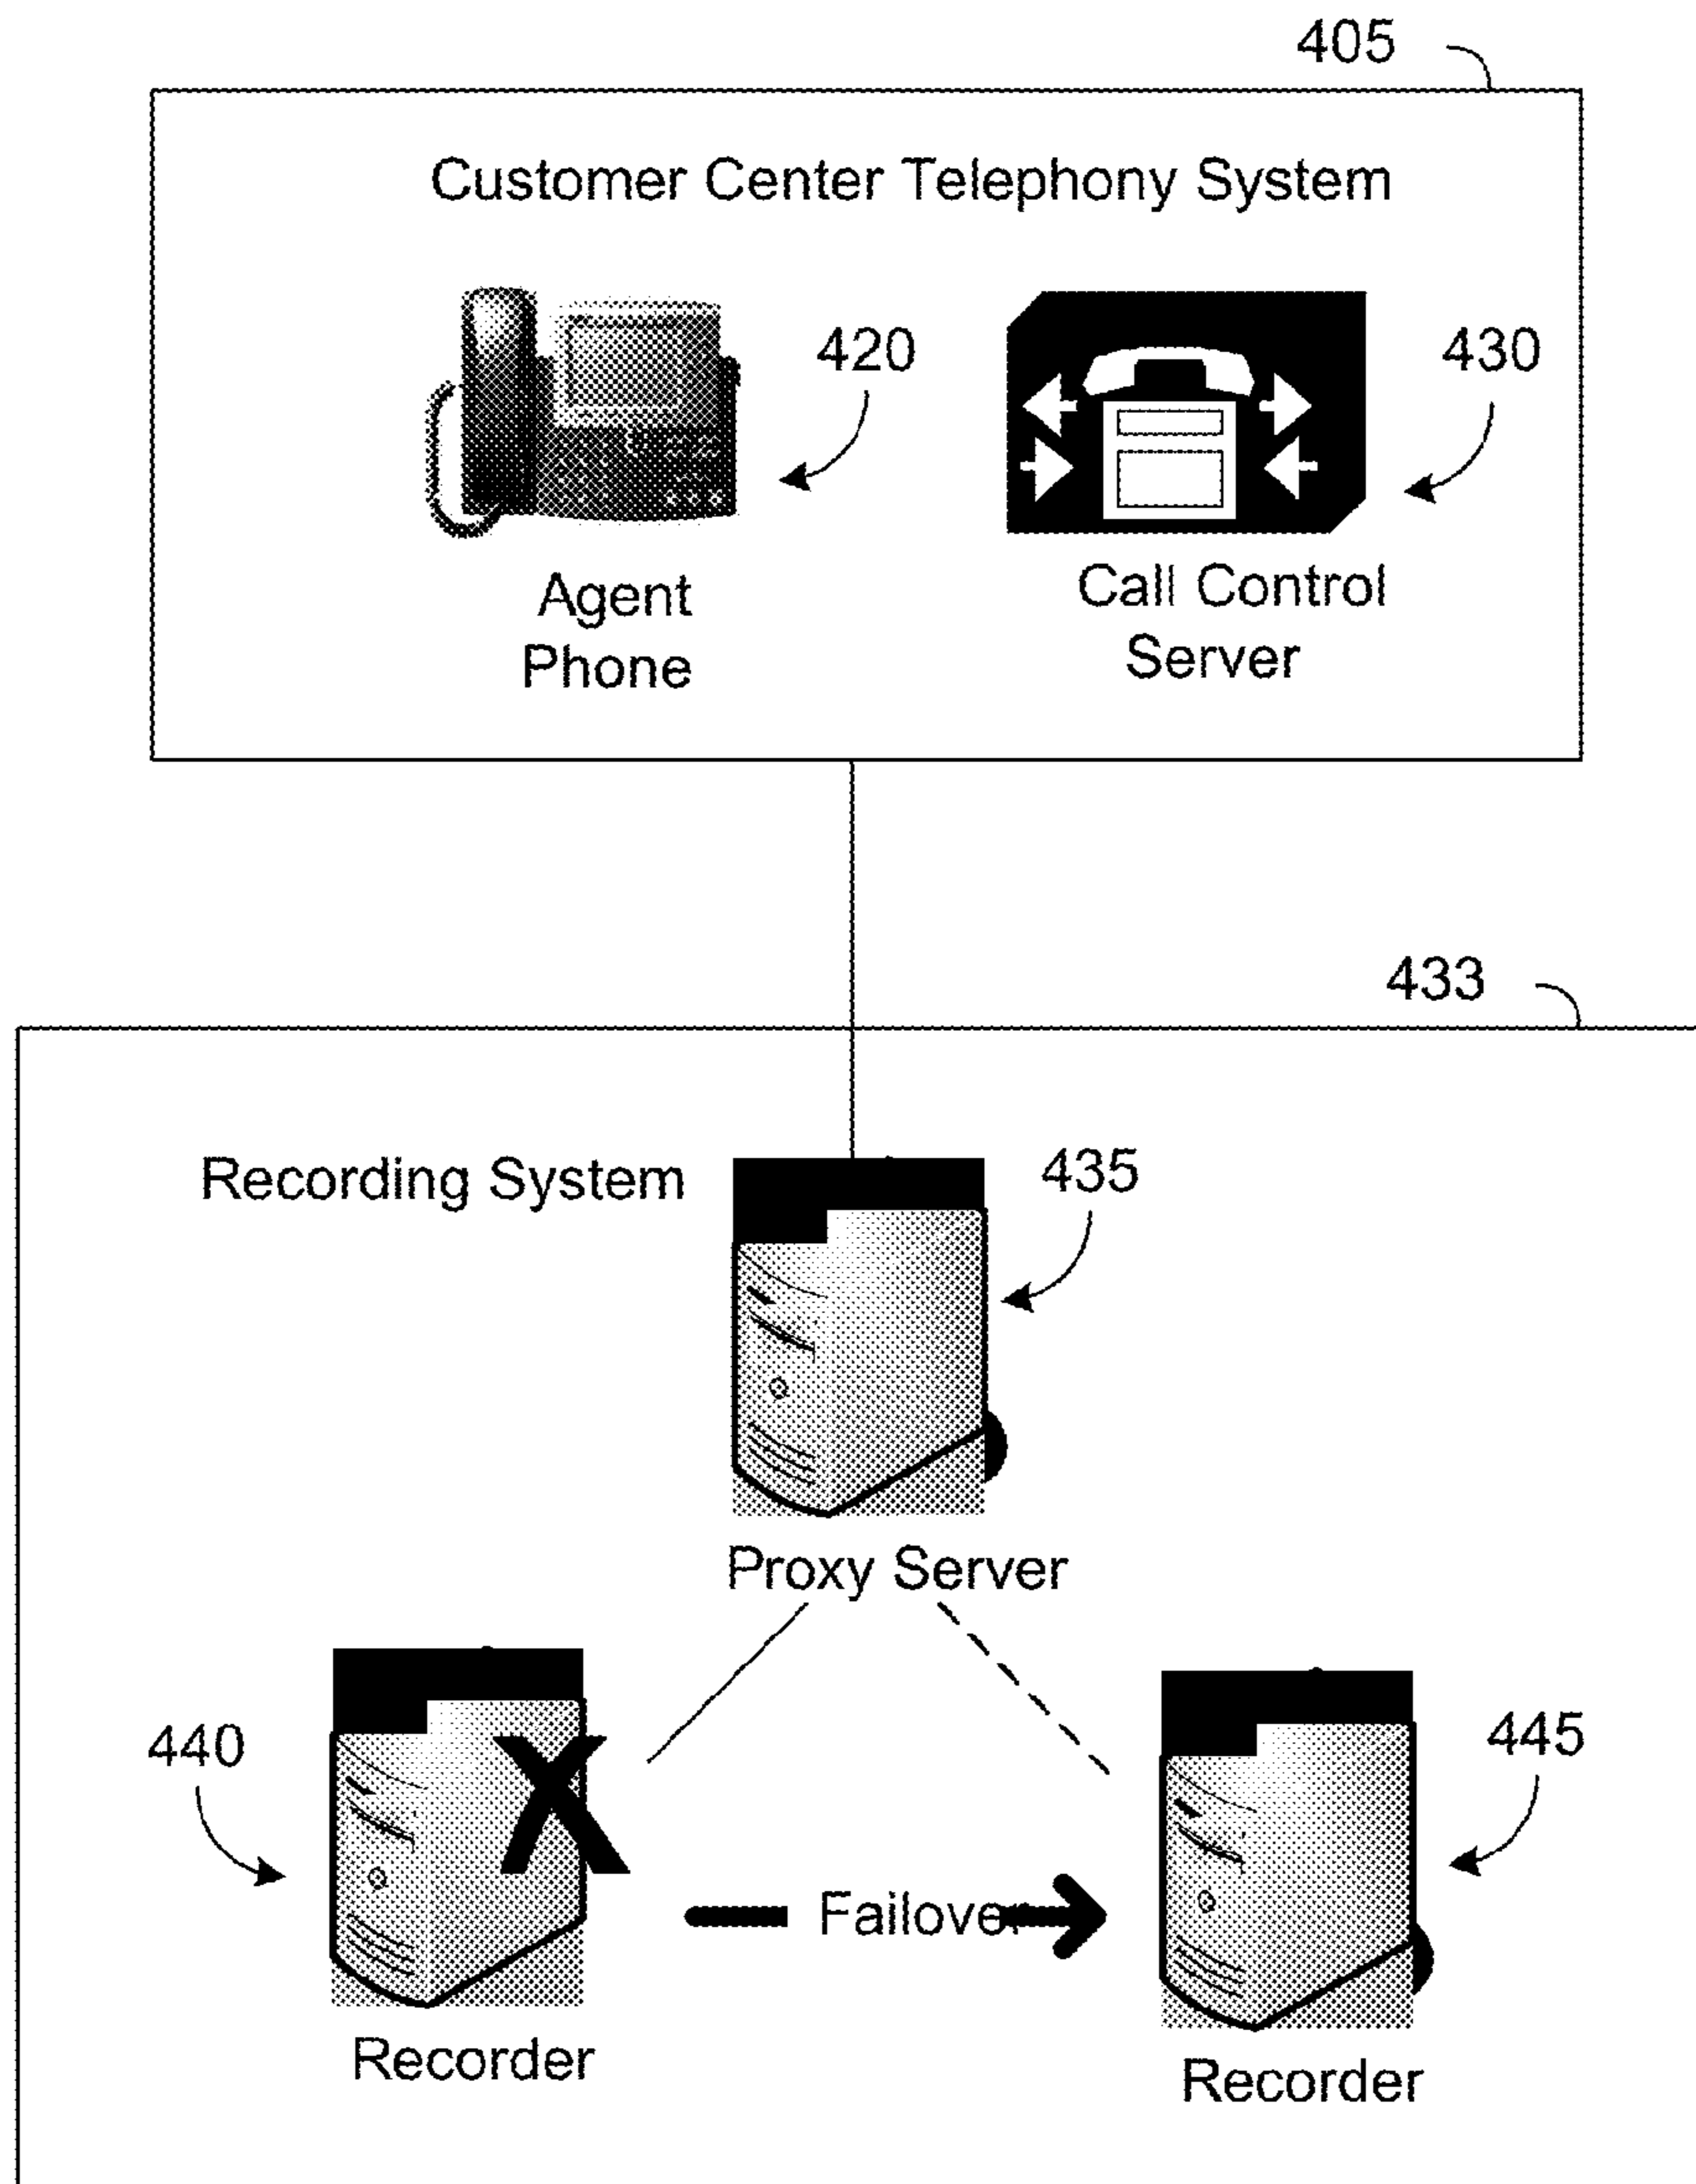 405
Customer Center Telephony System
420
430
Agent
Phone
Call Control
Server
433
Recording System
435
Proxy Server
440
X
445
Failover
Recorder
Recorder